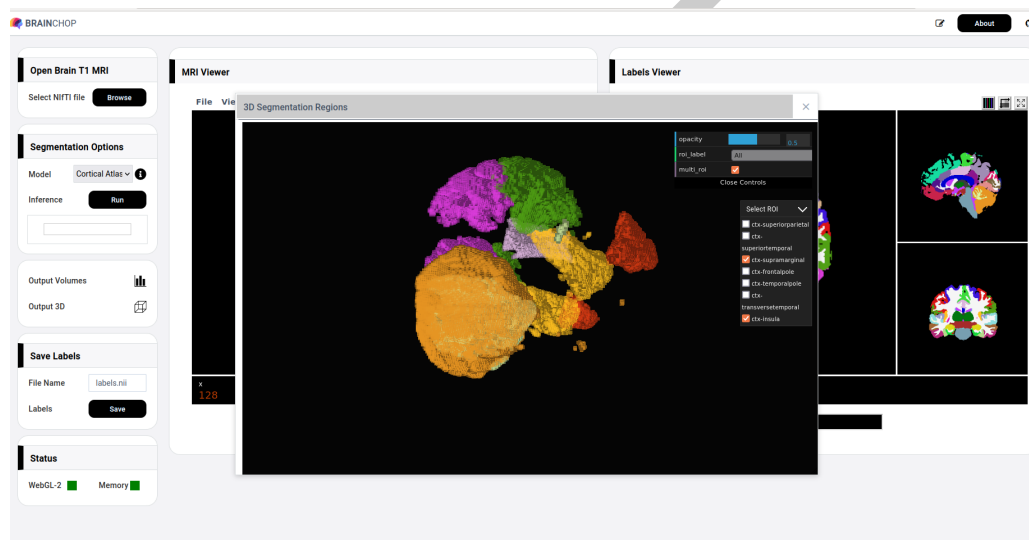 BRAINCHOP
About
Open Brain T1 MRI
Select NIfTI file
Browse
Segmentation Options
Model
Cortical Atlas
Inference
Run
Output Volumes
Output 3D
Save Labels
File Name
labels.nii
Labels
Save
Status
WebGL-2
Memory
MRI Viewer
File
Vie
x
128
Labels Viewer
3D Segmentation Regions
×
opacity
0.5
roi_label
All
multi_roi
Close Controls
Select ROI
ctx-superiorparietal
ctx-
superiortemporal
ctx-supramarginal
ctx-frontalpole
ctx-temporalpole
ctx-
transversetemporal
ctx-insula